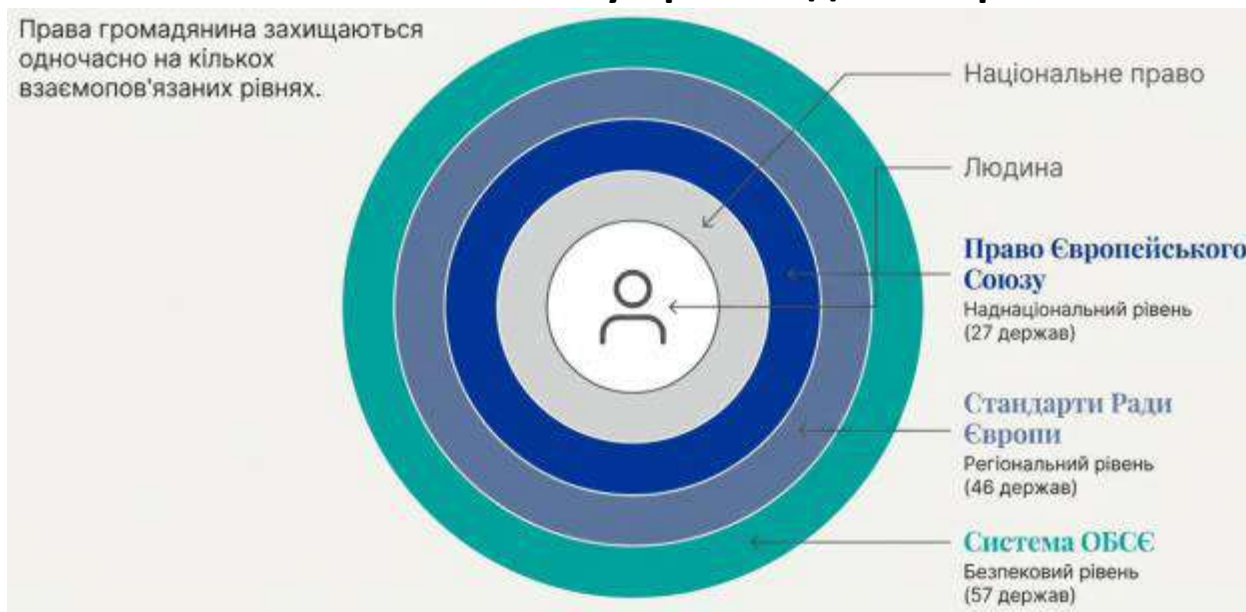 Права громадянина захищаються
одночасно на кількох
взаємопов'язаних рівнях.
Національне право
Людина
Право Європейського
Союзу
Наднаціональний рівень
(27 держав)
Стандарти Ради
Європи
Регіональний рівень
(46 держав)
Система ОБСЄ
Безпековий рівень
(57 держав)